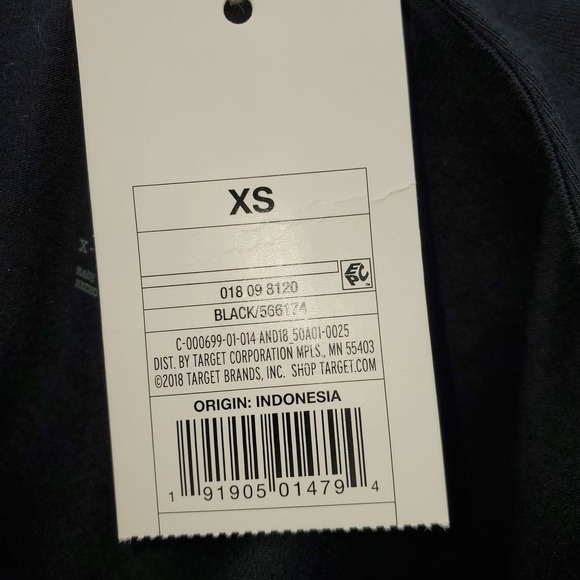 XS
EPC
018 09 8120
BLACK/566174
C-000699-01-014 AND18_50A01-0025
DIST. BY TARGET CORPORATION MPLS., MN 55403
©2018 TARGET BRANDS, INC. SHOP TARGET.COM
ORIGIN: INDONESIA
1 91905 01479 4